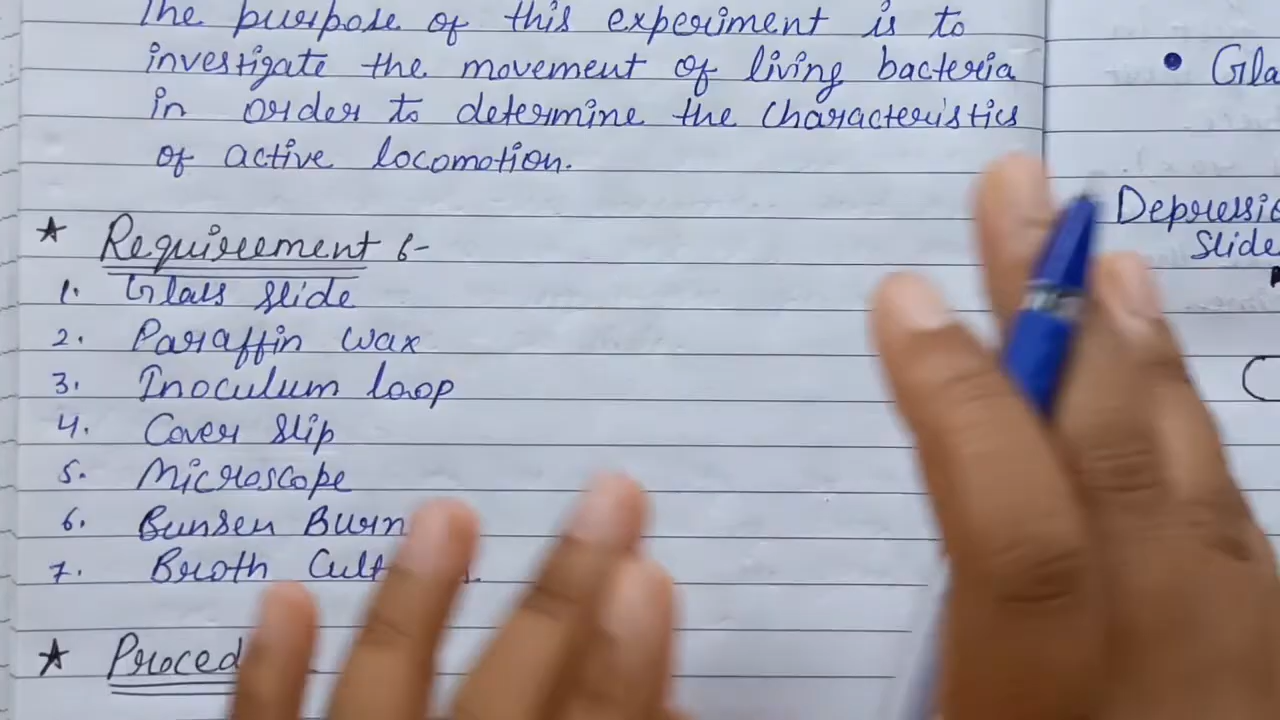 The purpose of this experiment is to
investigate the movement of living bacteria
in order to determine the characteristics
of active locomotion.
★ Requirement :-
1. Glass slide
2. Paraffin wax
3. Inoculum loop
4. Cover slip
5. Microscope
6. Bunsen Burn
7. Broth Cult
★ Proced
• Gla
Depressi
Slide